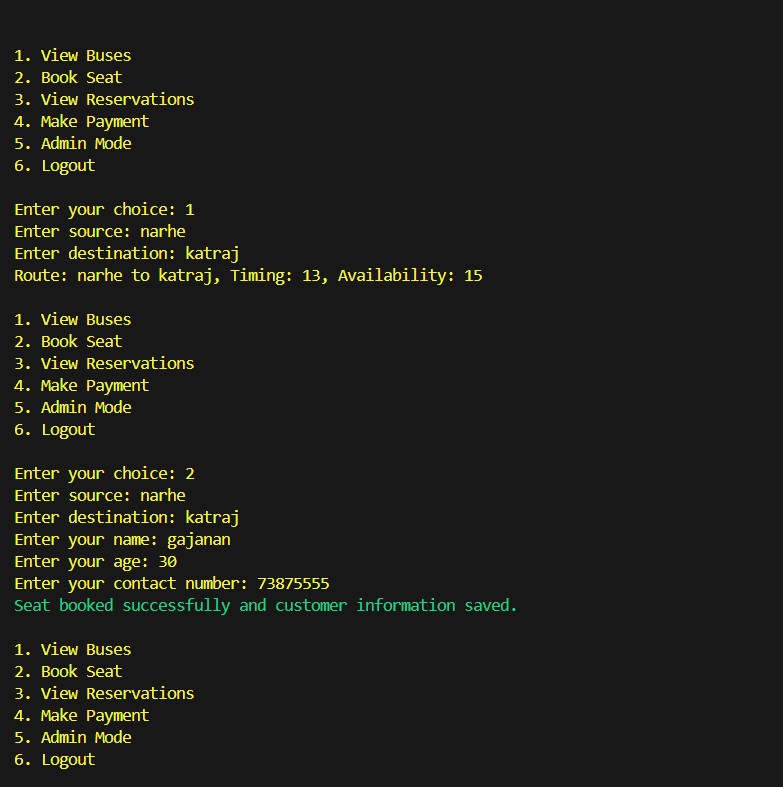 1. View Buses
2. Book Seat
3. View Reservations
4. Make Payment
5. Admin Mode
6. Logout
Enter your choice: 1
Enter source: narhe
Enter destination: katraj
Route: narhe to katraj, Timing: 13, Availability: 15
1. View Buses
2. Book Seat
3. View Reservations
4. Make Payment
5. Admin Mode
6. Logout
Enter your choice: 2
Enter source: narhe
Enter destination: katraj
Enter your name: gajanan
Enter your age: 30
Enter your contact number: 73875555
Seat booked successfully and customer information saved.
1. View Buses
2. Book Seat
3. View Reservations
4. Make Payment
5. Admin Mode
6. Logout